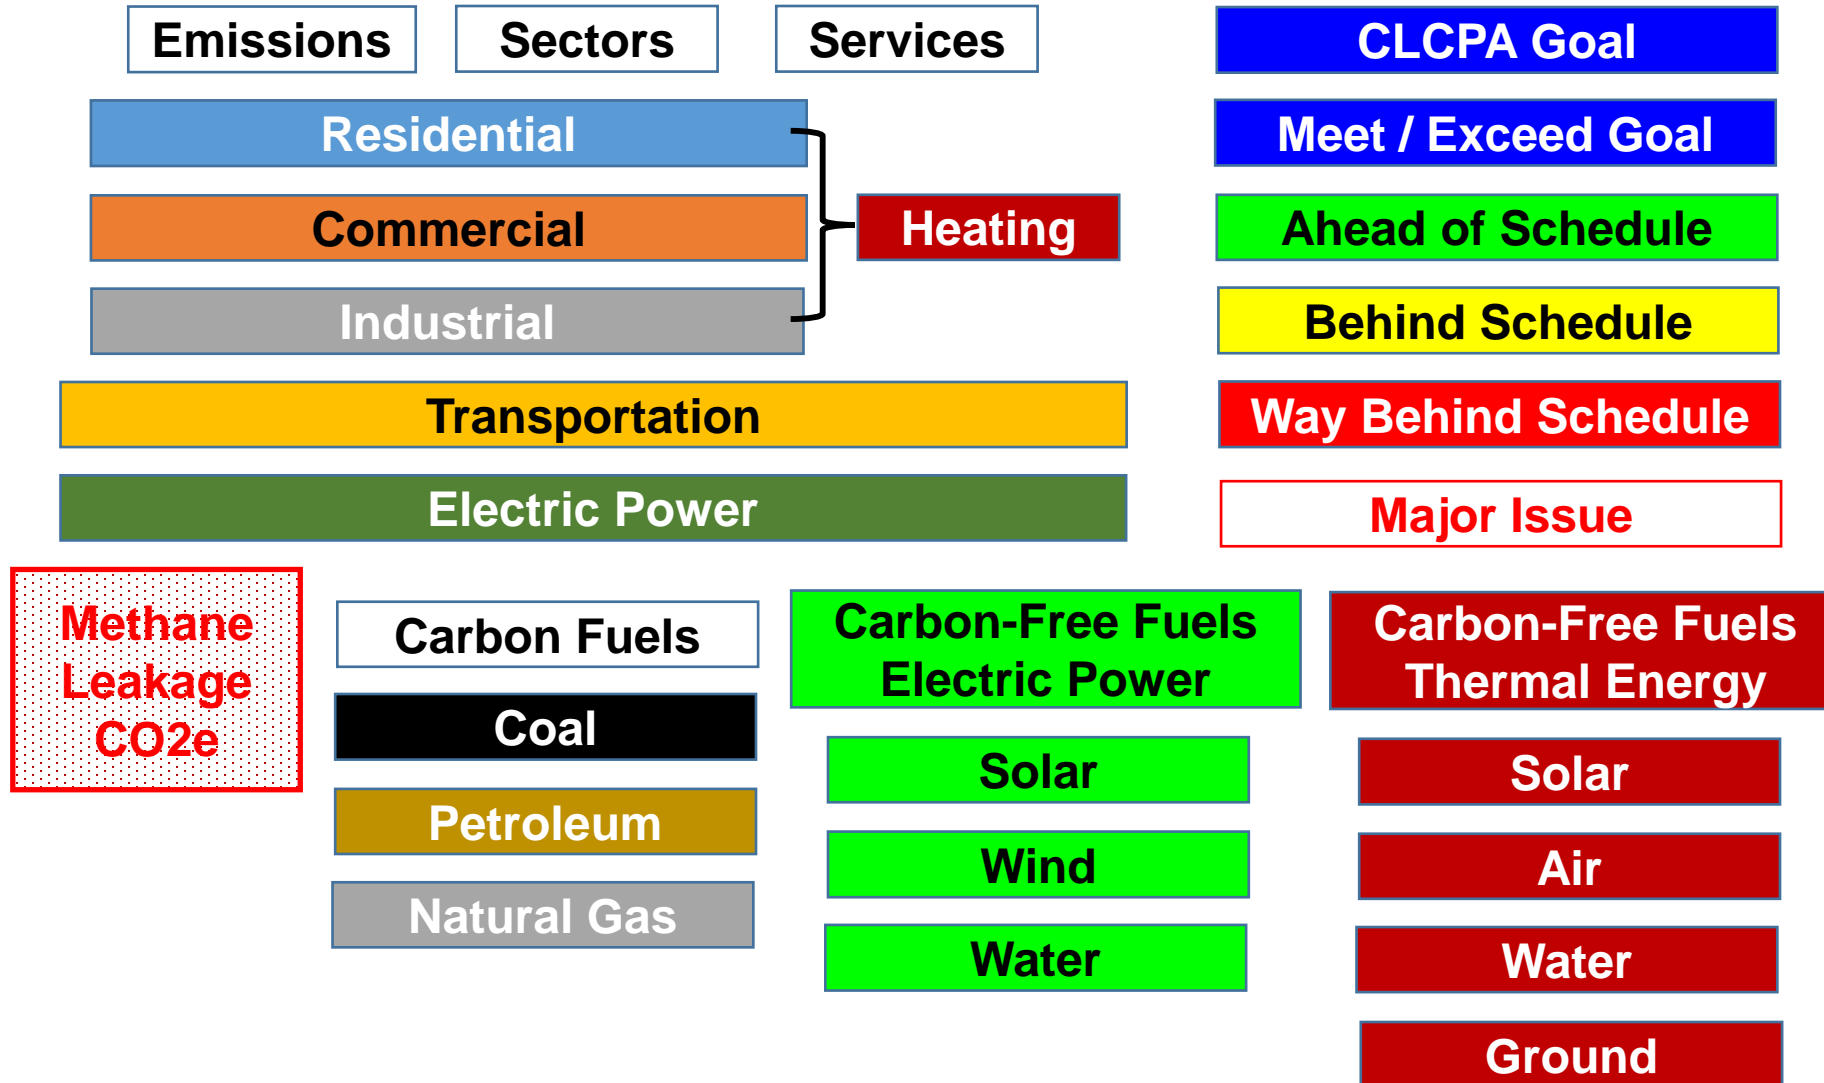 Emissions
Sectors
Services
CLCPA Goal
Residential
Meet / Exceed Goal
Commercial
Heating
Ahead of Schedule
Industrial
Behind Schedule
Transportation
Way Behind Schedule
Electric Power
Major Issue
Methane
Leakage
CO2e
Carbon Fuels
Coal
Petroleum
Natural Gas
Carbon-Free Fuels
Electric Power
Solar
Wind
Water
Carbon-Free Fuels
Thermal Energy
Solar
Air
Water
Ground